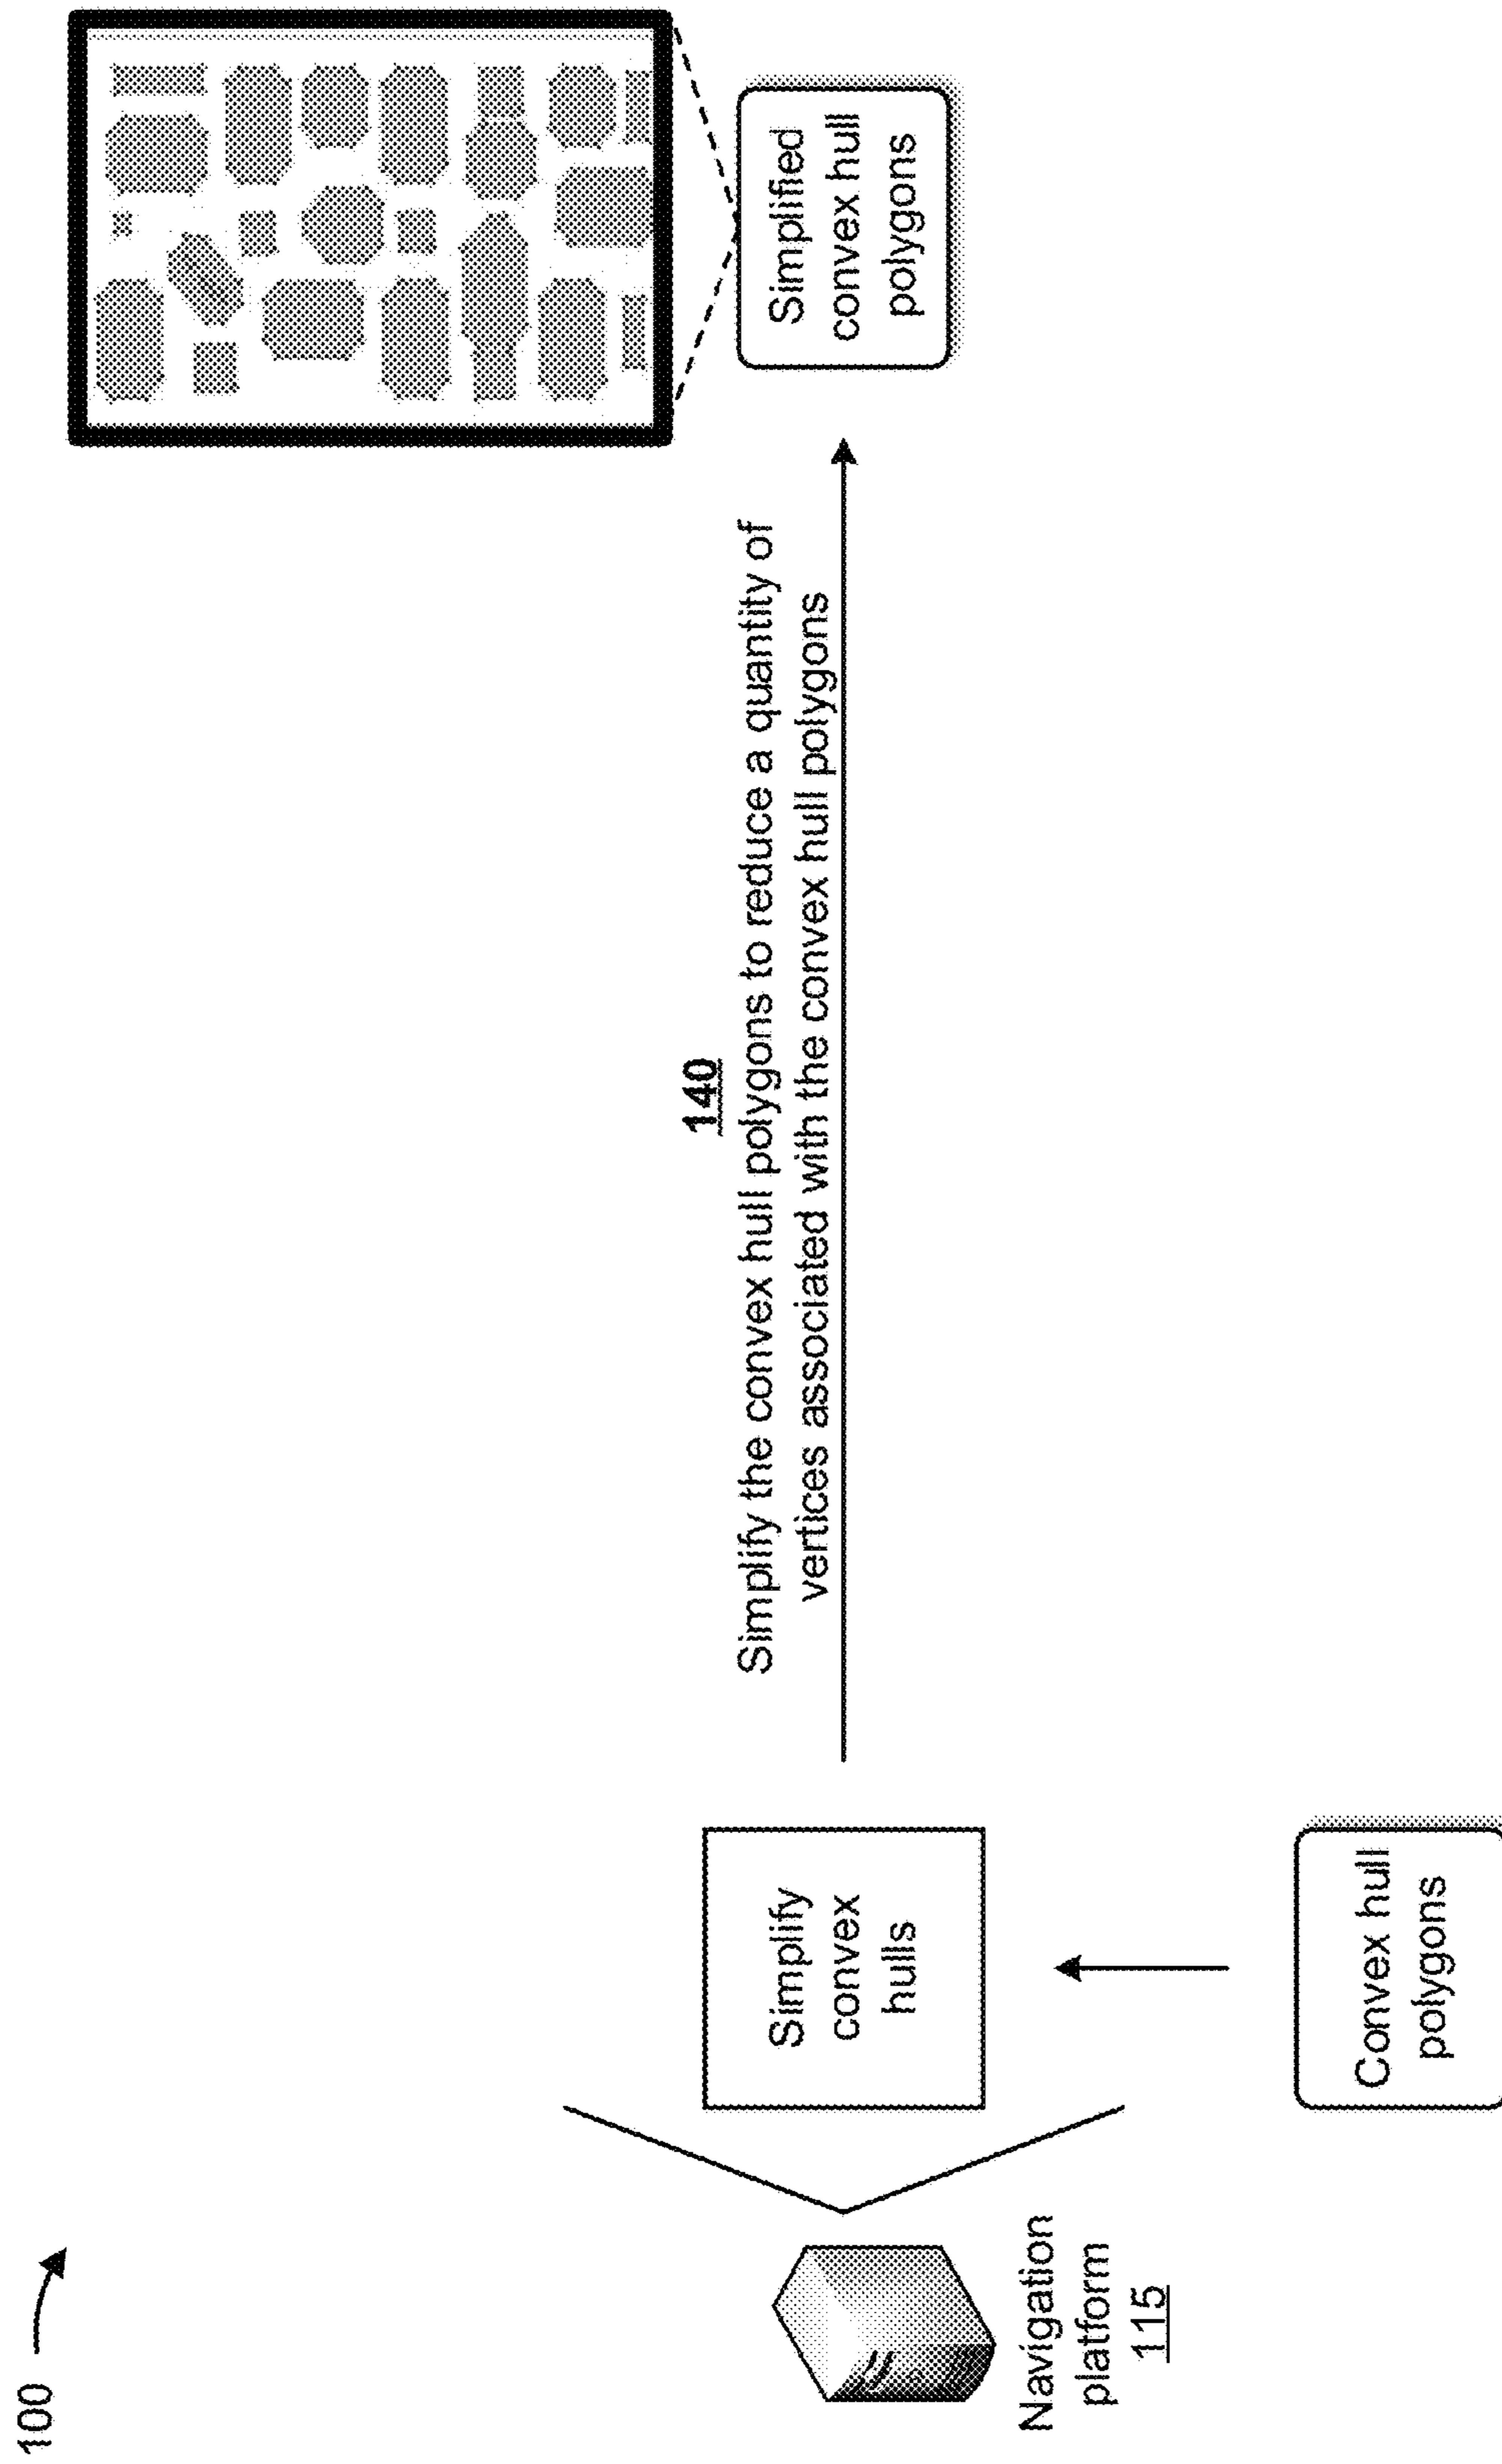 100
140
Simplify the convex hull polygons to reduce a quantity of
vertices associated with the convex hull polygons
Simplify
convex
hulls
Simplified
convex hull
polygons
Navigation
platform
115
Convex hull
polygons